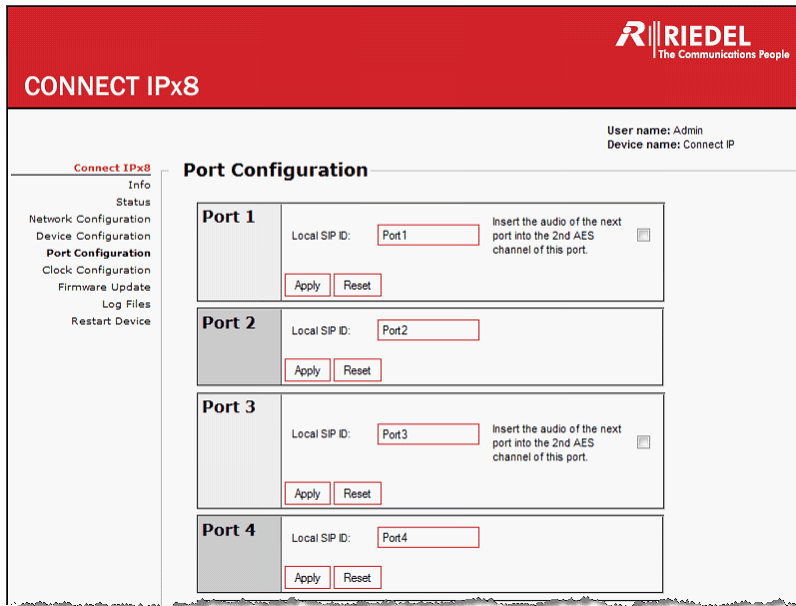 RIEDEL
The Communications People
CONNECT IPx8
User name: Admin
Device name: Connect IP
Connect IPx8
Info
Status
Network Configuration
Device Configuration
Port Configuration
Clock Configuration
Firmware Update
Log Files
Restart Device
Port Configuration
Port 1
Local SIP ID:
Port1
Insert the audio of the next
port into the 2nd AES
channel of this port.
Apply
Reset
Port 2
Local SIP ID:
Port2
Apply
Reset
Port 3
Local SIP ID:
Port3
Insert the audio of the next
port into the 2nd AES
channel of this port.
Apply
Reset
Port 4
Local SIP ID:
Port4
Apply
Reset